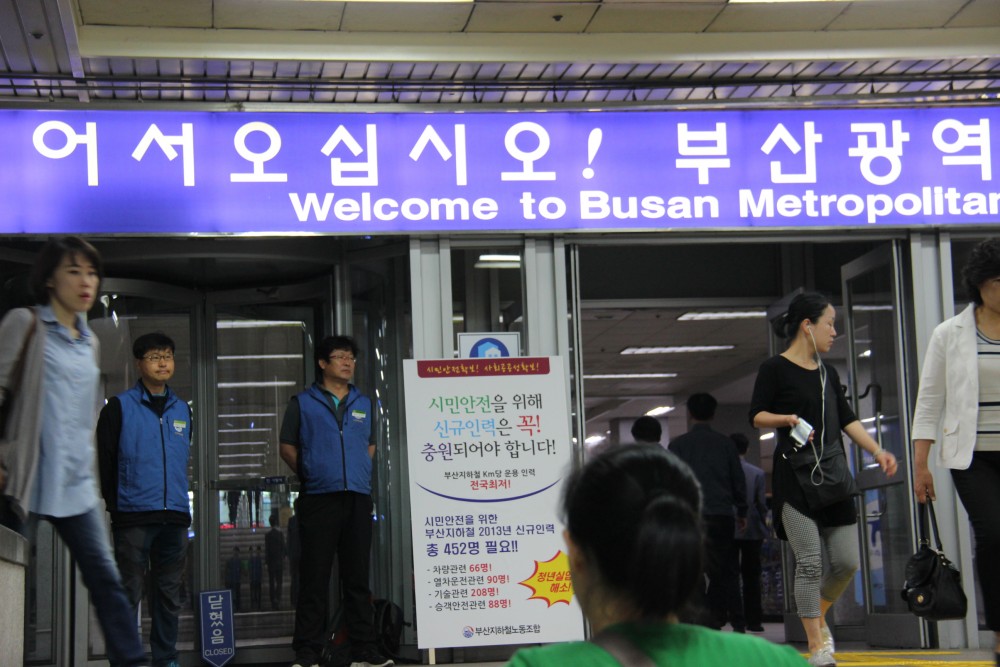 어서오십시오! 부산광역
Welcome to Busan Metropolitan
시민안전확보! 사회공공성확보!
시민안전을 위해
신규인력은 꼭!
충원되어야 합니다!
부산지하철 Km당 운용 인력
전국최저!
시민안전을 위한
부산지하철 2013년 신규인력
총 452명 필요!!
- 차량관련 66명!
- 열차운전관련 90명!
- 기술관련 208명!
- 승객안전관련 88명!
청년실업
해소!
부산지하철노동조합
닫혔음
CLOSED